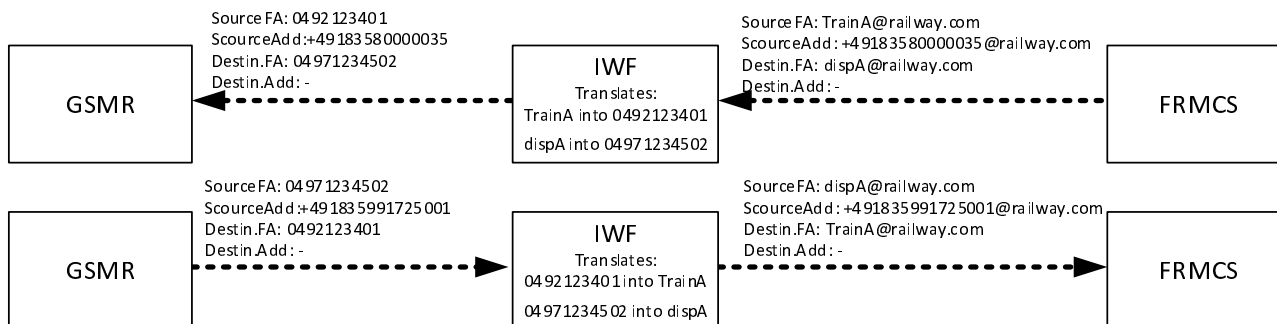 Source FA: 0492123401
ScourceAdd:+49183580000035
Destin.FA: 04971234502
Destin.Add: -
Source FA: TrainA@railway.com
ScourceAdd: +49183580000035@railway.com
Destin.FA: dispA@railway.com
Destin.Add: -
GSMR
IWF
Translates:
TrainA into 0492123401
dispA into 04971234502
FRMCS
Source FA: 04971234502
ScourceAdd:+491835991725001
Destin.FA: 0492123401
Destin.Add: -
Source FA: dispA@railway.com
ScourceAdd: +491835991725001@railway.com
Destin.FA: TrainA@railway.com
Destin.Add: -
GSMR
IWF
Translates:
0492123401 into TrainA
04971234502 into dispA
FRMCS